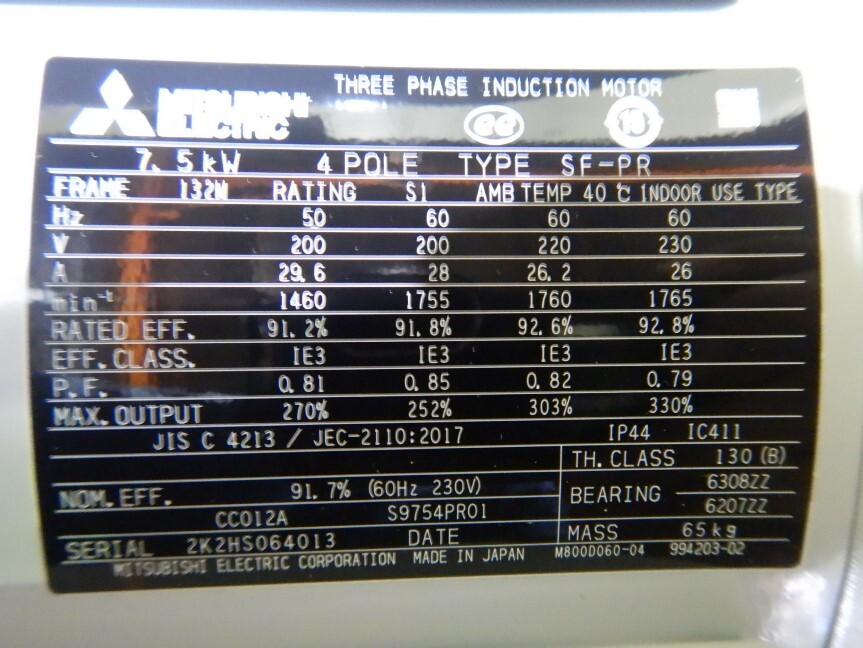 THREE PHASE INDUCTION MOTOR
MITSUBISHI
ELECTRIC
7.5kW 4 POLE TYPE SF-PR
FRAME 132M RATING S1 AMB TEMP 40℃ INDOOR USE TYPE
Hz 50 60 60 60
V 200 200 220 230
A 29.6 28 26.2 26
min⁻¹ 1460 1755 1760 1765
RATED EFF. 91.2% 91.8% 92.6% 92.8%
EFF. CLASS. IE3 IE3 IE3 IE3
P. F. 0.81 0.85 0.82 0.79
MAX. OUTPUT 270% 252% 303% 330%
JIS C 4213 / JEC-2110:2017 IP44 IC411
TH. CLASS 130 (B)
NOM. EFF. 91.7% (60Hz 230V)
BEARING 6308ZZ
6207ZZ
CC012A S9754PR01
SERIAL 2K2HS064013 DATE
MASS 65kg
MITSUBISHI ELECTRIC CORPORATION MADE IN JAPAN M800D060-04 994203-02